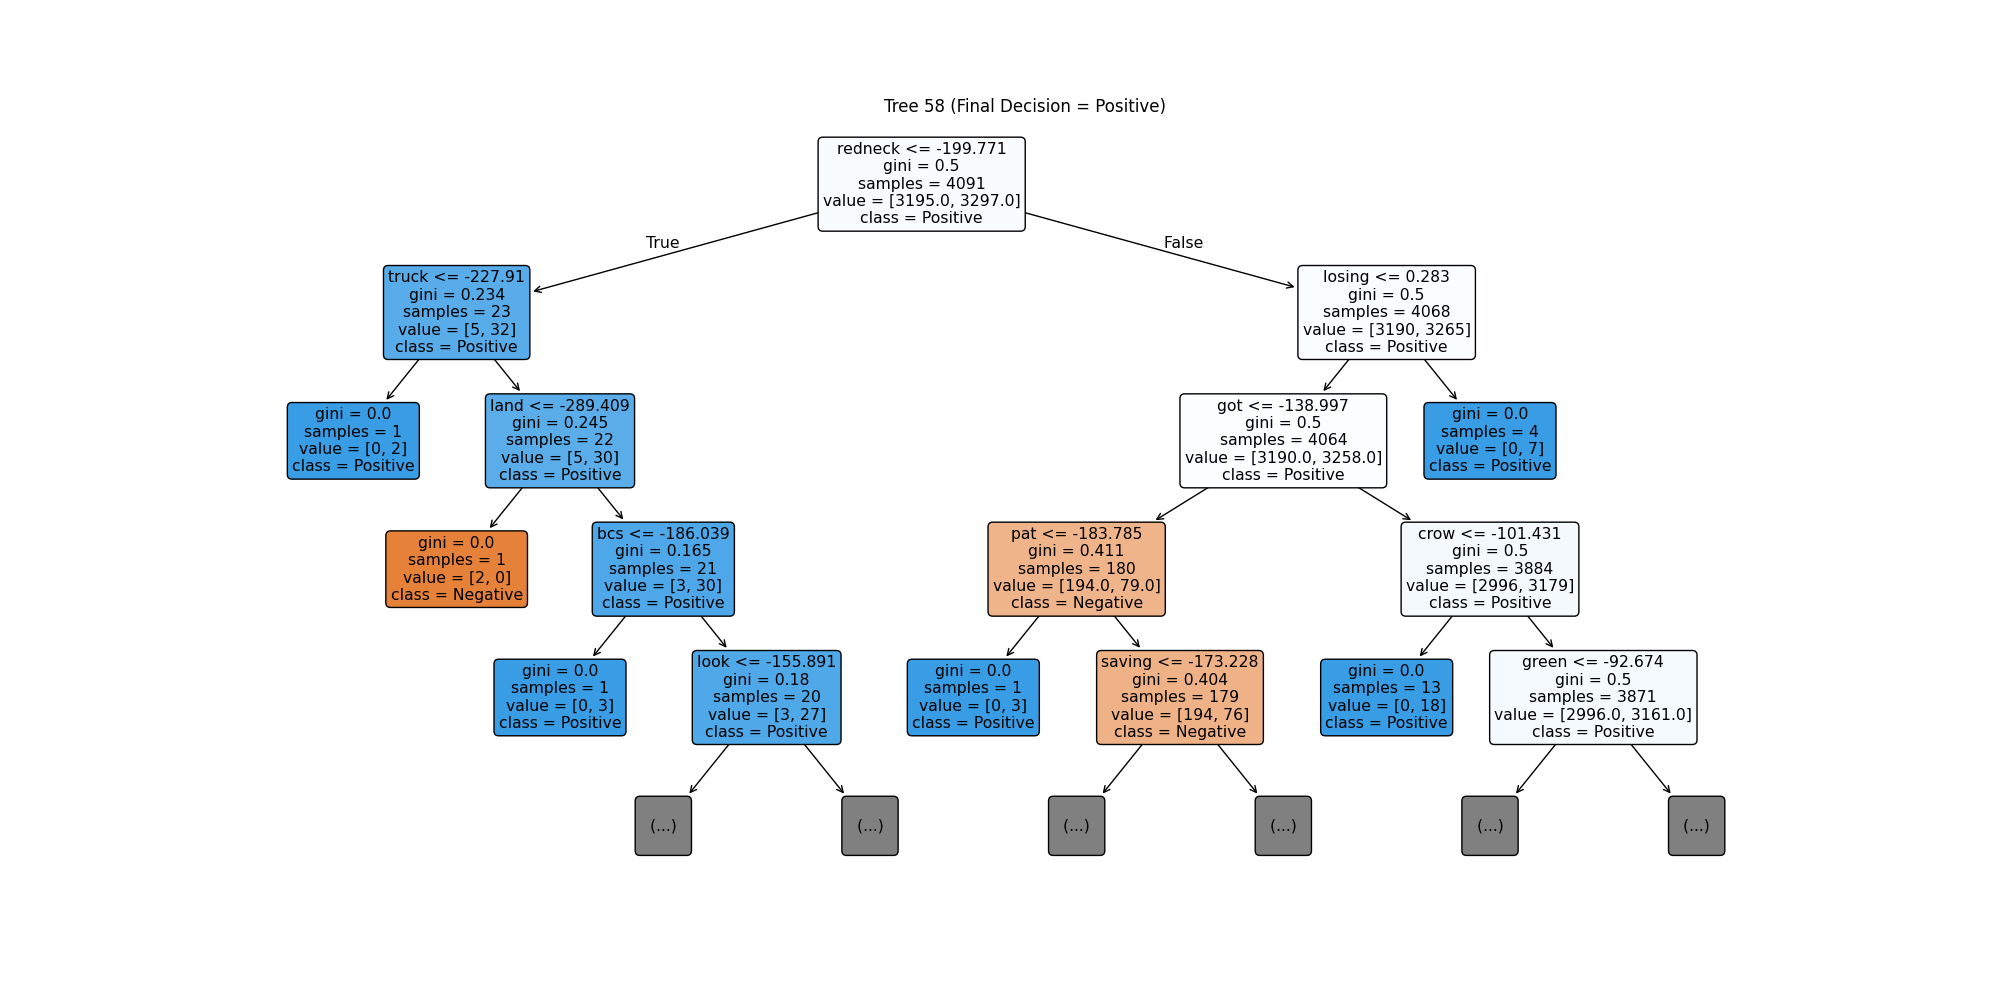 Tree 58 (Final Decision = Positive)
redneck <= -199.771
gini = 0.5
samples = 4091
value = [3195.0, 3297.0]
class = Positive
True
False
truck <= -227.91
gini = 0.234
samples = 23
value = [5, 32]
class = Positive
losing <= 0.283
gini = 0.5
samples = 4068
value = [3190, 3265]
class = Positive
gini = 0.0
samples = 1
value = [0, 2]
class = Positive
land <= -289.409
gini = 0.245
samples = 22
value = [5, 30]
class = Positive
got <= -138.997
gini = 0.5
samples = 4064
value = [3190.0, 3258.0]
class = Positive
gini = 0.0
samples = 4
value = [0, 7]
class = Positive
gini = 0.0
samples = 1
value = [2, 0]
class = Negative
bcs <= -186.039
gini = 0.165
samples = 21
value = [3, 30]
class = Positive
pat <= -183.785
gini = 0.411
samples = 180
value = [194.0, 79.0]
class = Negative
crow <= -101.431
gini = 0.5
samples = 3884
value = [2996, 3179]
class = Positive
gini = 0.0
samples = 1
value = [0, 3]
class = Positive
look <= -155.891
gini = 0.18
samples = 20
value = [3, 27]
class = Positive
gini = 0.0
samples = 1
value = [0, 3]
class = Positive
saving <= -173.228
gini = 0.404
samples = 179
value = [194, 76]
class = Negative
gini = 0.0
samples = 13
value = [0, 18]
class = Positive
green <= -92.674
gini = 0.5
samples = 3871
value = [2996.0, 3161.0]
class = Positive
(...)
(...)
(...)
(...)
(...)
(...)